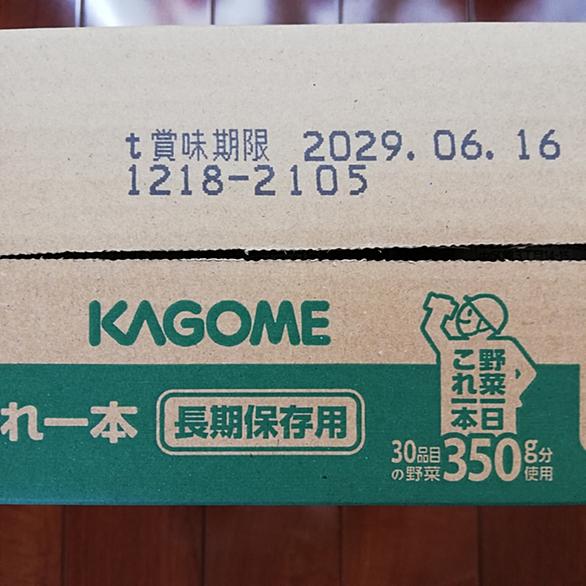 t賞味期限 2029.06.16
1218-2105
KAGOME
れ一本 長期保存用
野菜一日これ一本
30品目の野菜350g分使用